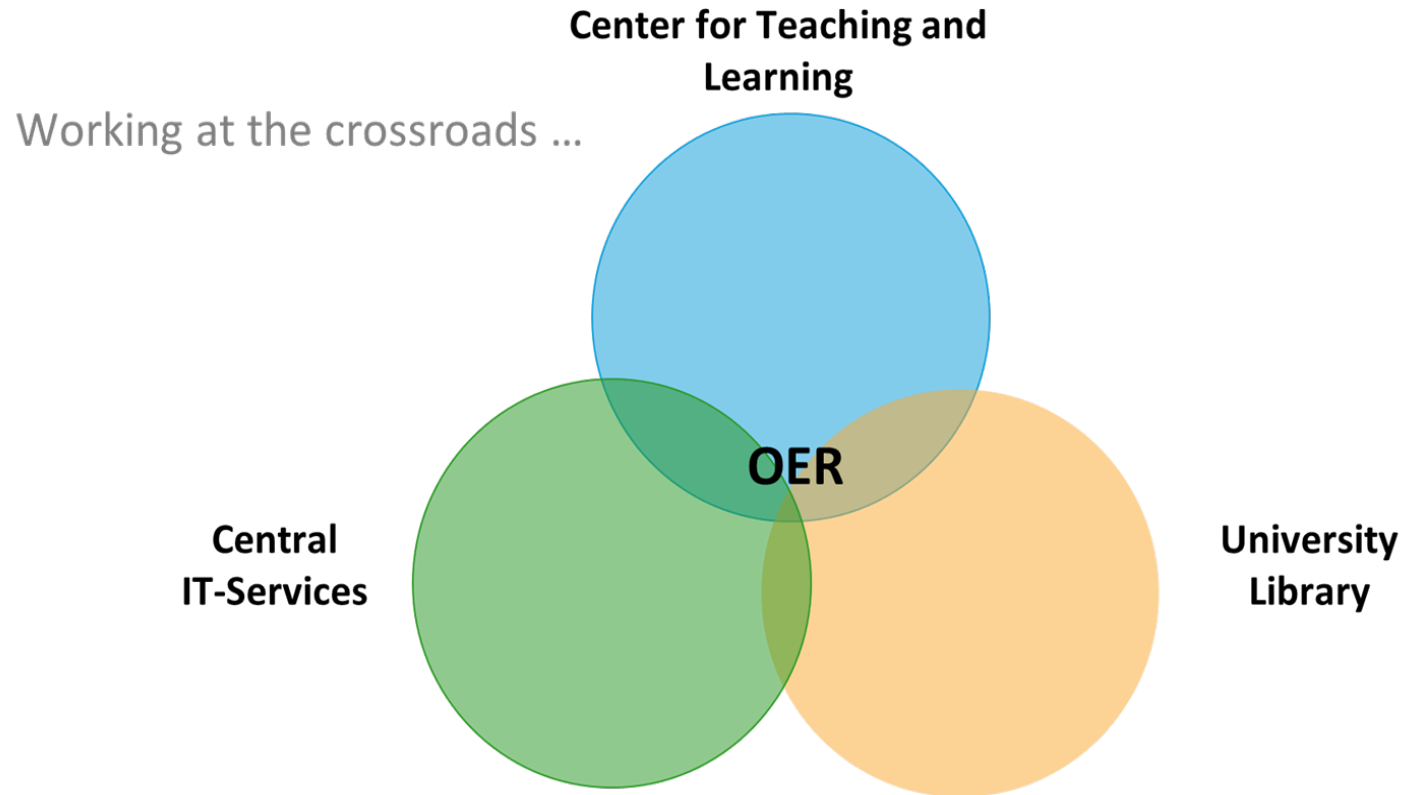 Center for Teaching and
Learning
Working at the crossroads ...
OER
Central
IT-Services
University
Library